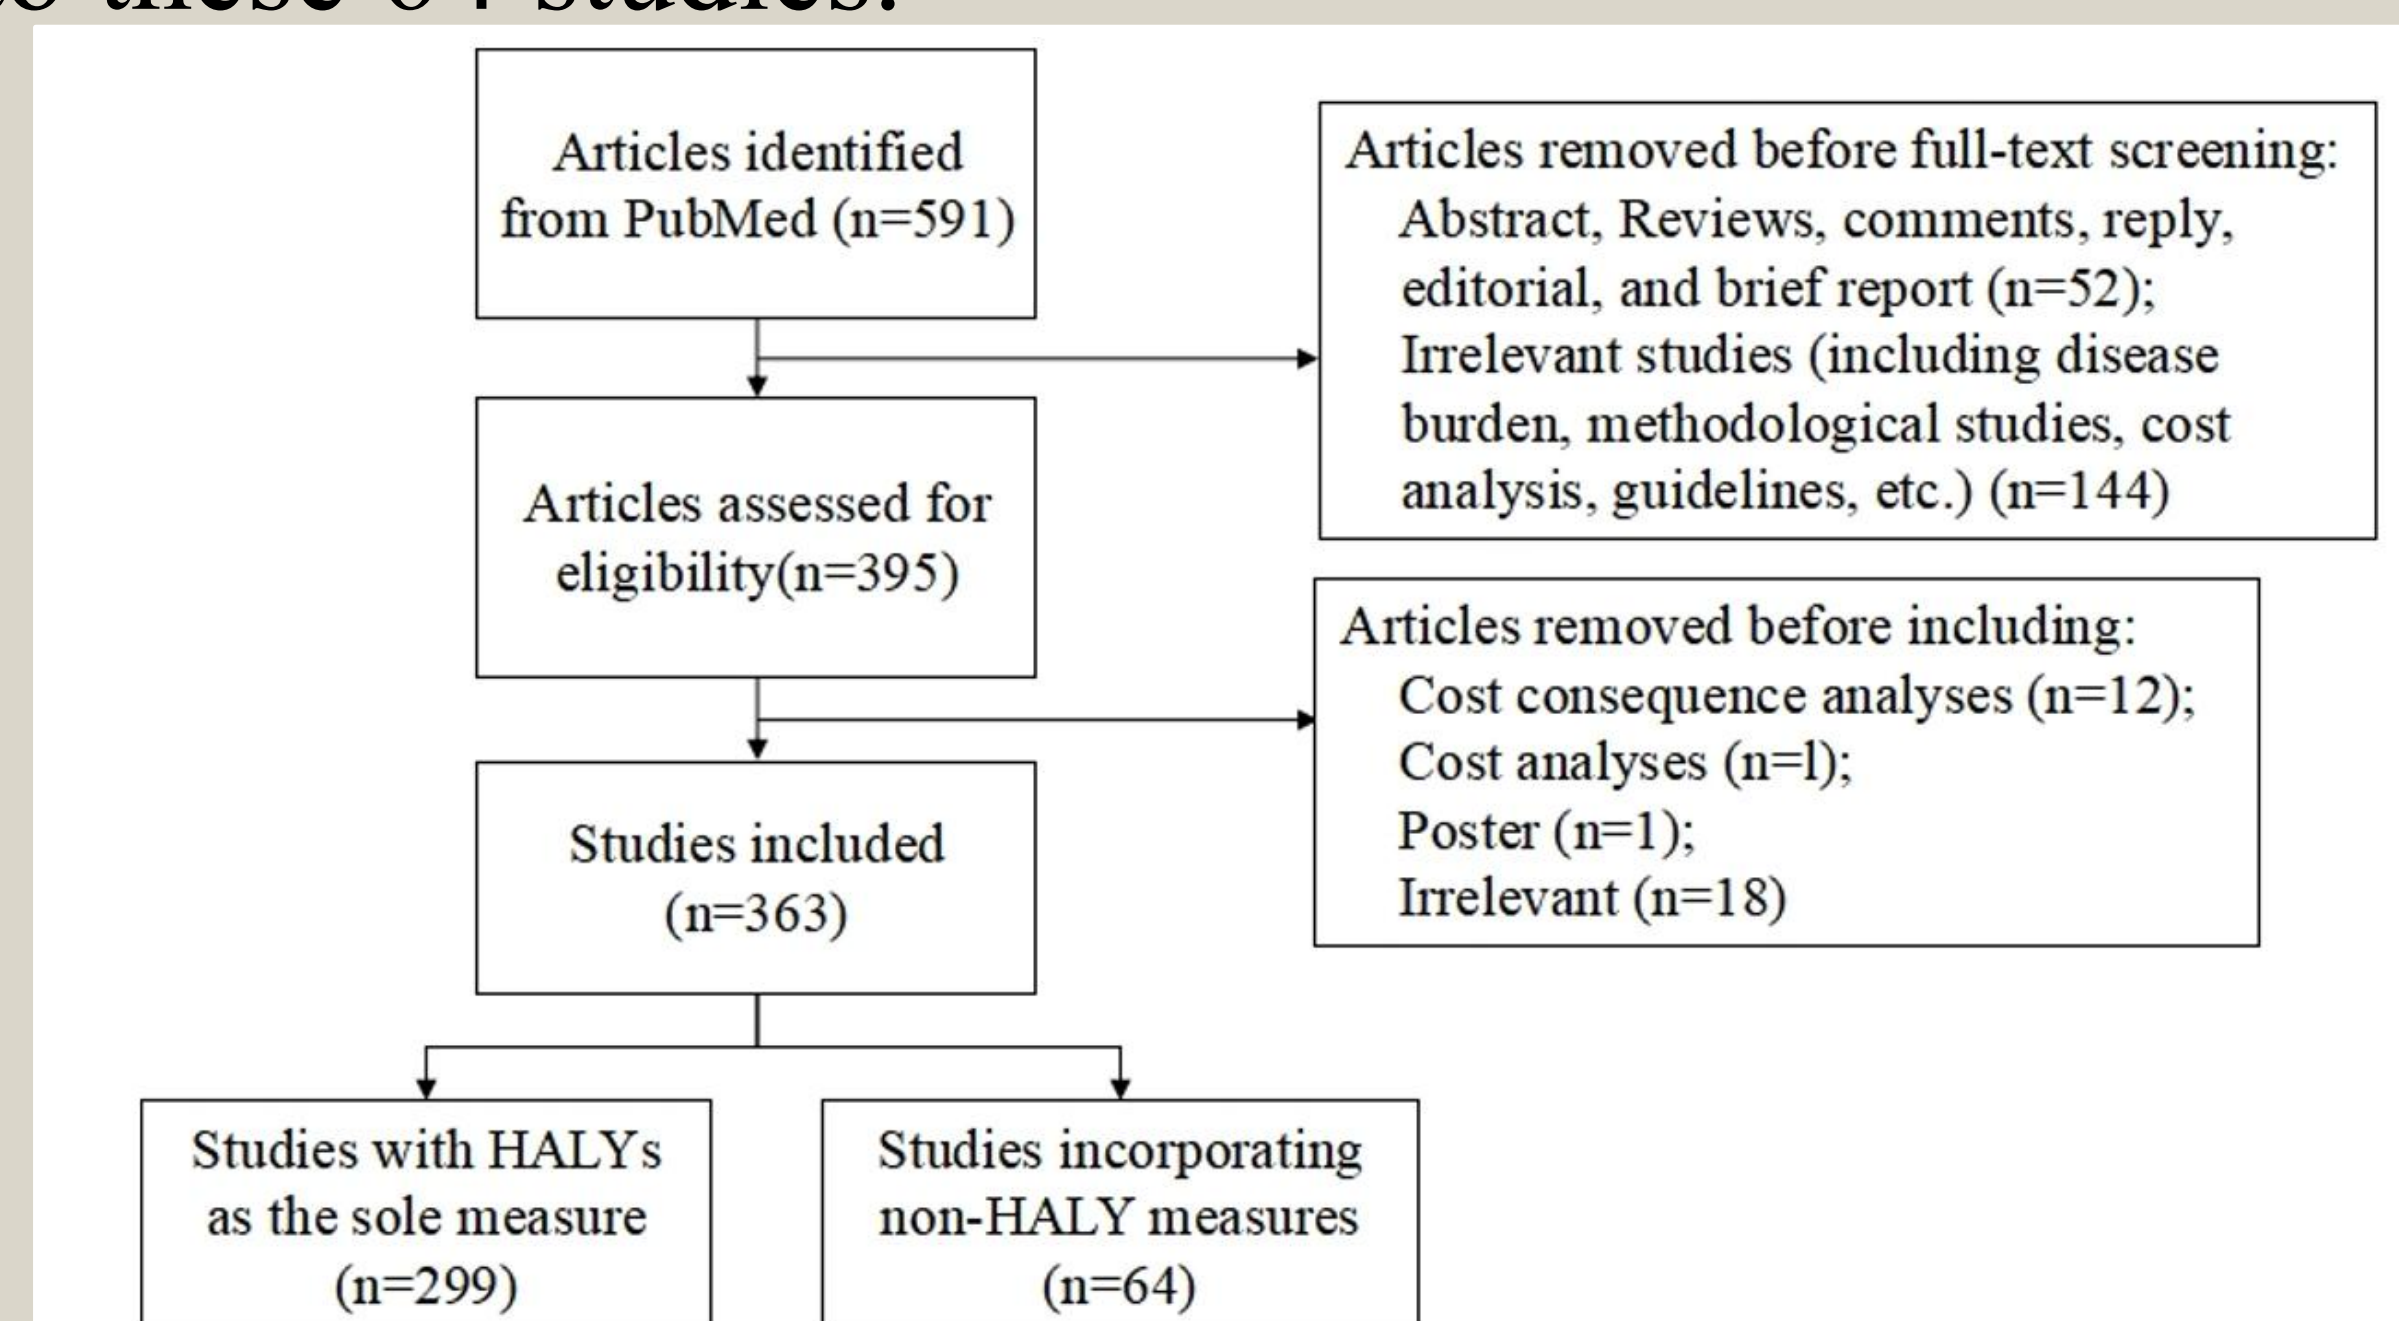 these 64 studies.
Articles identified
from PubMed (n=591)
Articles removed before full-text screening:
Abstract, Reviews, comments, reply,
editorial, and brief report (n=52);
Irrelevant studies (including disease
burden, methodological studies, cost
analysis, guidelines, etc.) (n=144)
Articles assessed for
eligibility(n=395)
Articles removed before including:
Cost consequence analyses (n=12);
Cost analyses (n=l);
Poster (n=1);
Irrelevant (n=18)
Studies included
(n=363)
Studies with HALYs
as the sole measure
(n=299)
Studies incorporating
non-HALY measures
(n=64)